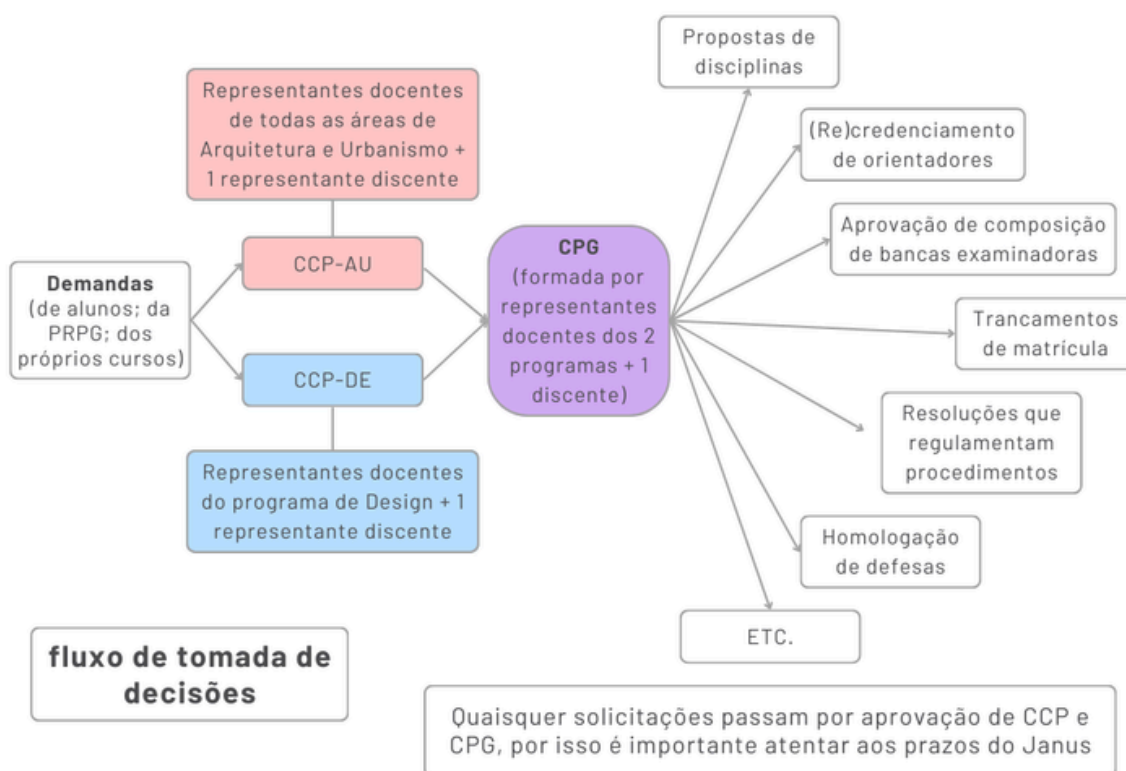 Propostas de
disciplinas
Representantes docentes
de todas as áreas de
Arquitetura e Urbanismo +
1 representante discente
(Re)credenciamento
de orientadores
Aprovação de composição
de bancas examinadoras
CCP-AU
Demandas
(de alunos; da
PRPG; dos
próprios cursos)
CPG
(formada por
representantes
docentes dos 2
programas + 1
discente)
Trancamentos
de matrícula
CCP-DE
Resoluções que
regulamentam
procedimentos
Representantes docentes
do programa de Design + 1
representante discente
Homologação
de defesas
ETC.
fluxo de tomada de
decisões
Quaisquer solicitações passam por aprovação de CCP e
CPG, por isso é importante atentar aos prazos do Janus